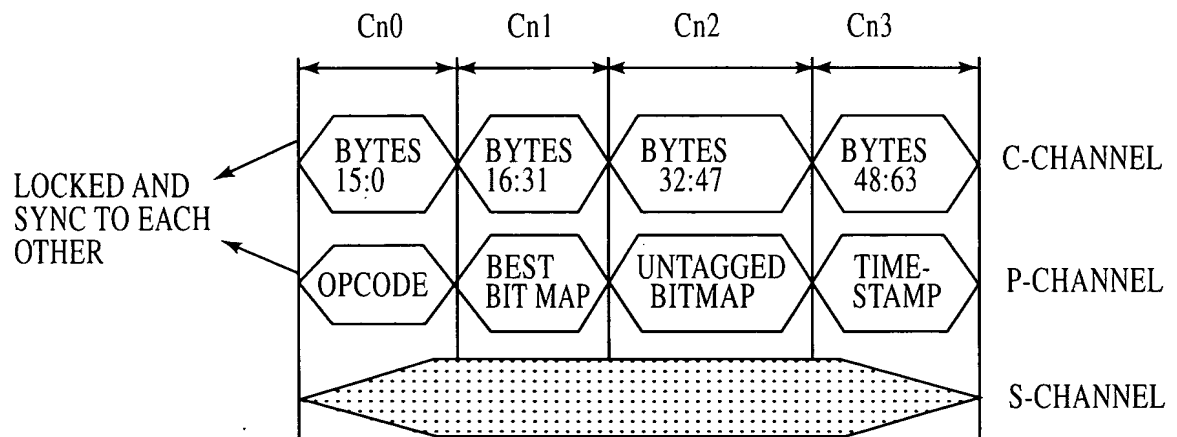 Cn0 Cn1 Cn2 Cn3
BYTES 15:0
BYTES 16:31
BYTES 32:47
BYTES 48:63
C-CHANNEL
LOCKED AND
SYNC TO EACH
OTHER
OPCODE
BEST
BIT MAP
UNTAGGED
BITMAP
TIME-
STAMP
P-CHANNEL
S-CHANNEL